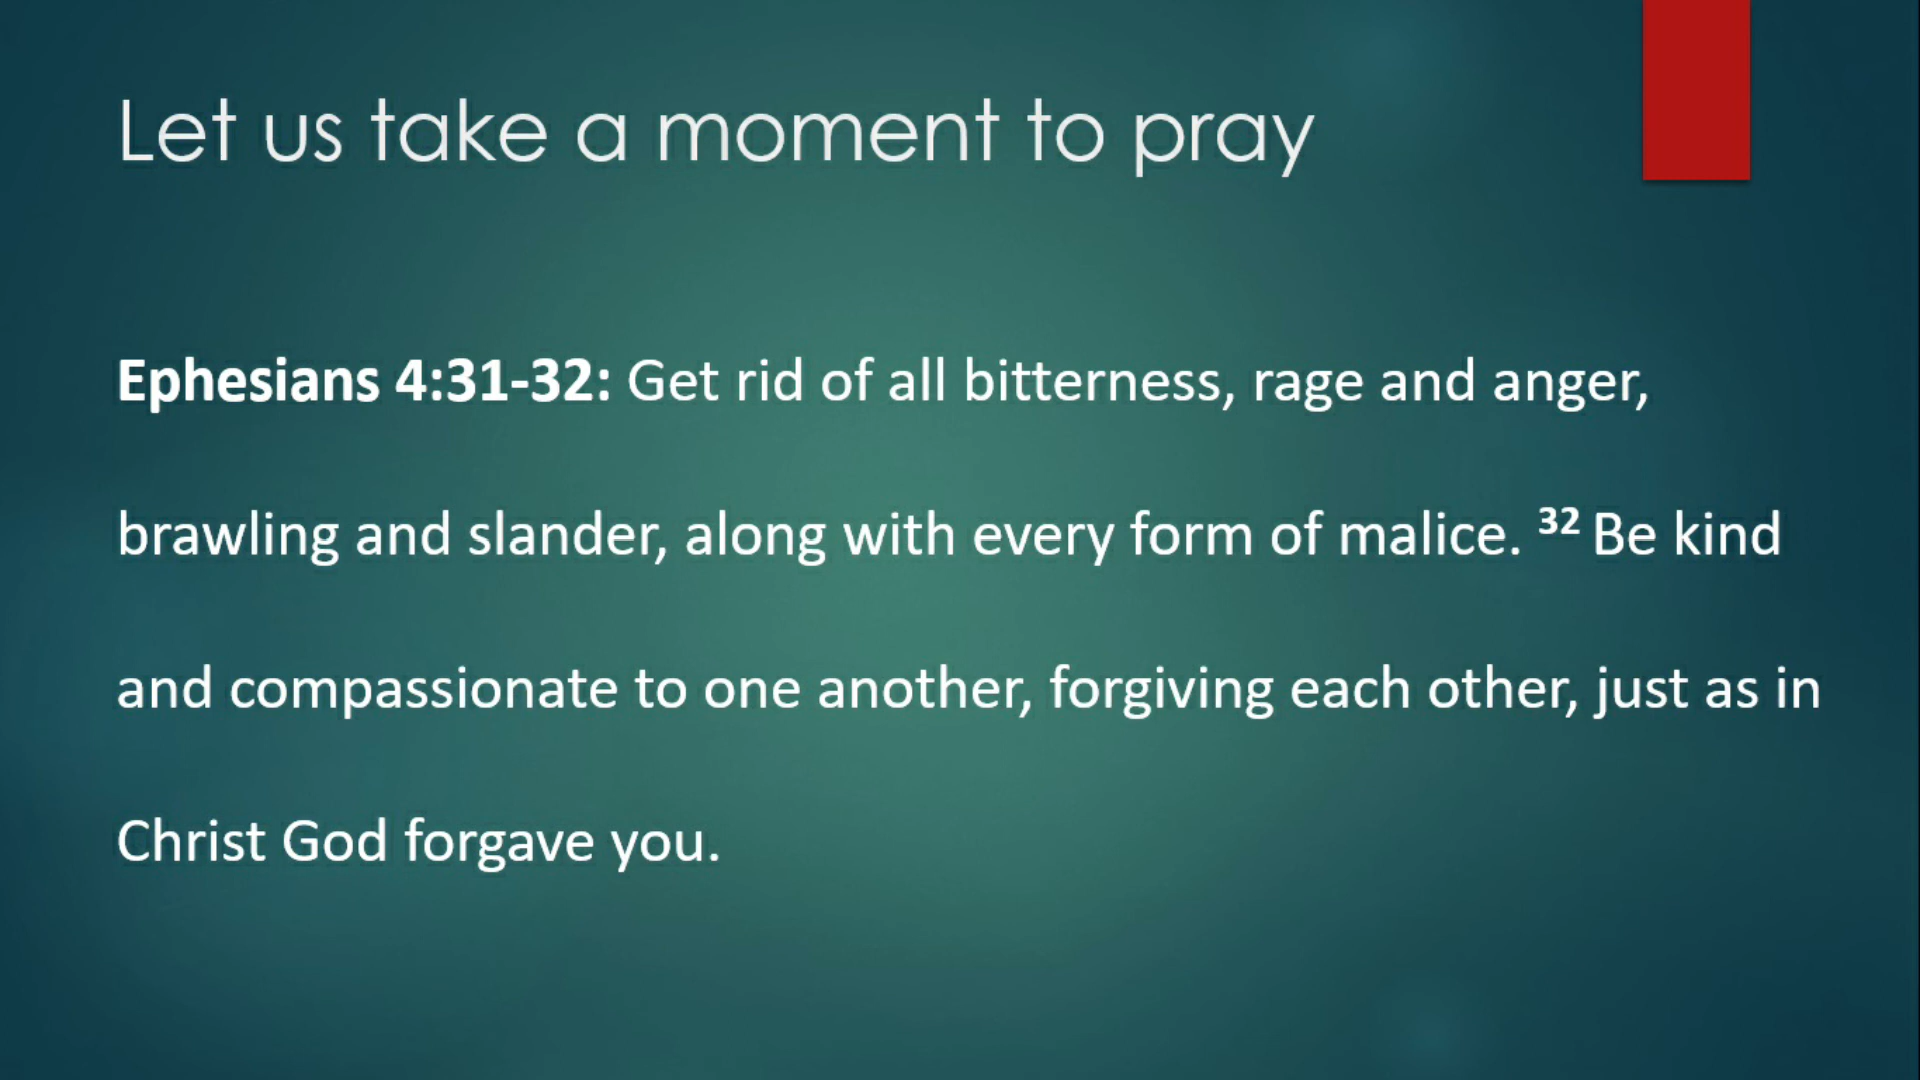 Let us take a moment to pray
Ephesians 4:31-32: Get rid of all bitterness, rage and anger,
brawling and slander, along with every form of malice. 32 Be kind
and compassionate to one another, forgiving each other, just as in
Christ God forgave you.